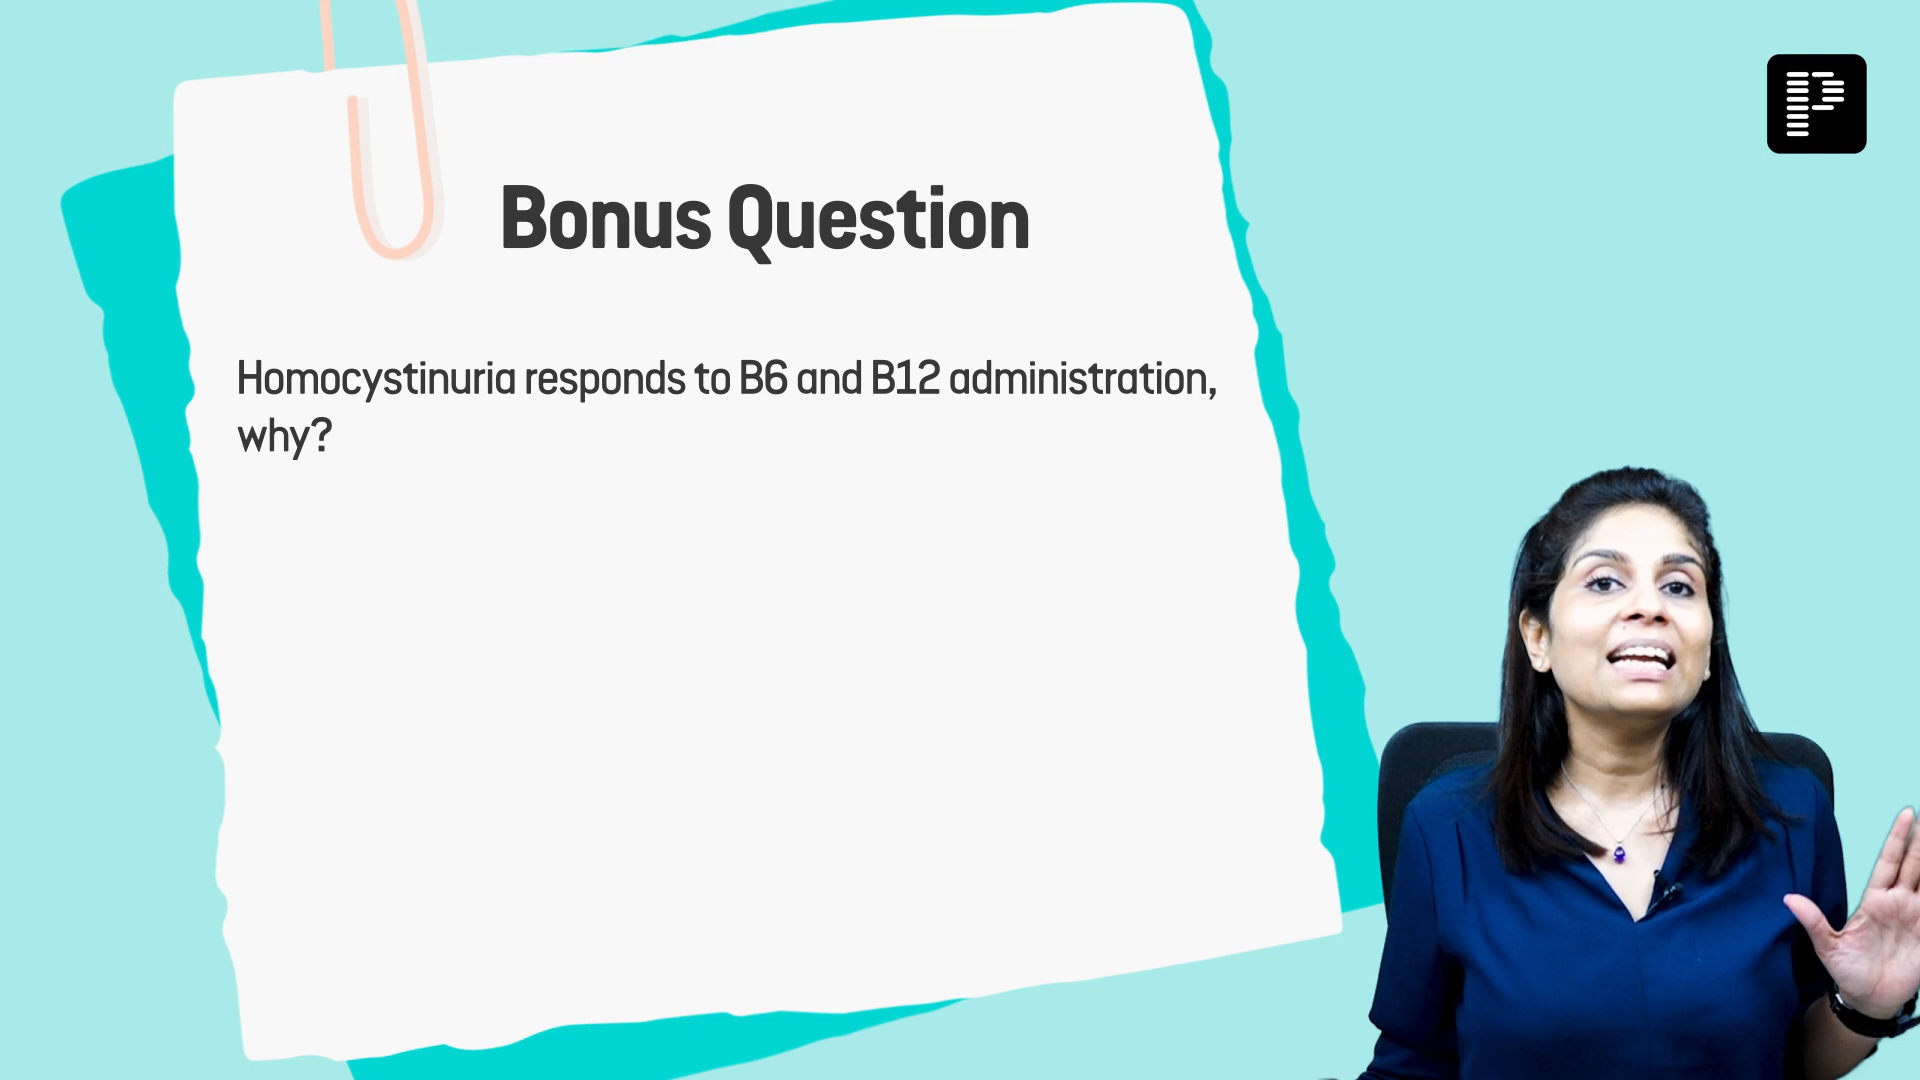 Bonus Question
Homocystinuria responds to B6 and B12 administration,
why?